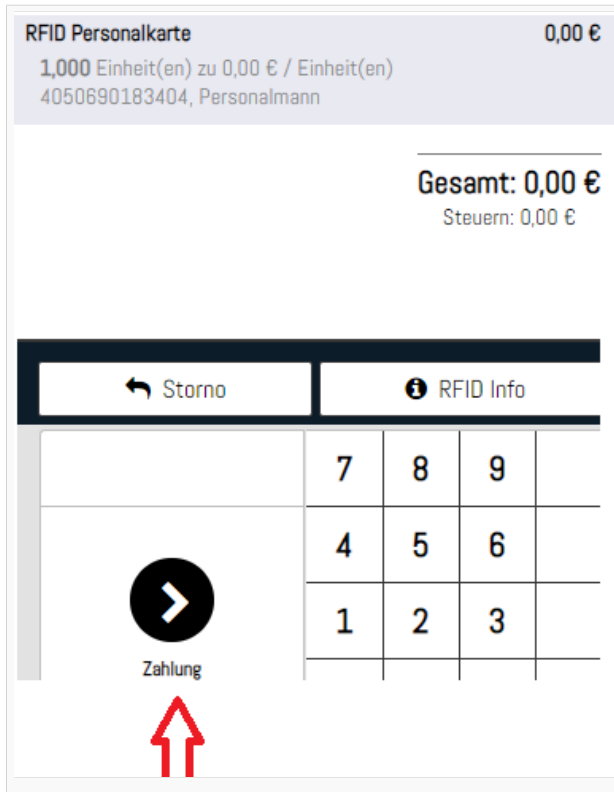 RFID Personalkarte 0,00 €
1,000 Einheit(en) zu 0,00 € / Einheit(en)
4050690183404, Personalmann
Gesamt: 0,00 €
Steuern: 0,00 €
Storno RFID Info
7 8 9
4 5 6
1 2 3
Zahlung